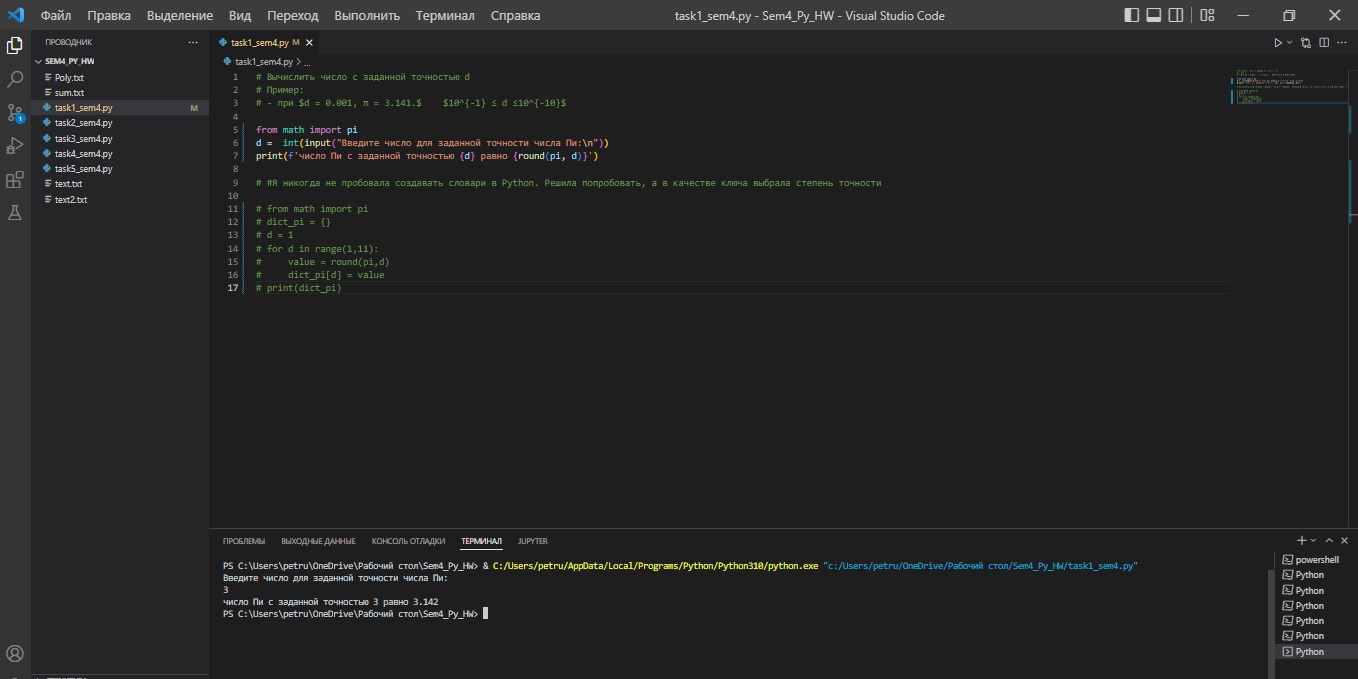 Файл Правка Выделение Вид Переход Выполнить Терминал Справка task1_sem4.py - Sem4_Py_HW - Visual Studio Code
ПРОВОДНИК
SEM4_PY_HW
Poly.txt
sum.txt
task1_sem4.py M
task2_sem4.py
task3_sem4.py
task4_sem4.py
task5_sem4.py
text.txt
text2.txt
1
task1_sem4.py M
task1_sem4.py > ...
1 # Вычислить число c заданной точностью d
2 # Пример:
3 # - при $d = 0.001, π = 3.141.$    $10^{-1} ≤ d ≤10^{-10}$
4
5 from math import pi
6 d =  int(input("Введите число для заданной точности числа Пи:\n"))
7 print(f'число Пи с заданной точностью {d} равно {round(pi, d)}')
8
9 # #Я никогда не пробовала создавать словари в Python. Решила попробовать, а в качестве ключа выбрала степень точности
10
11 # from math import pi
12 # dict_pi = {}
13 # d = 1
14 # for d in range(1,11):
15 #     value = round(pi,d)
16 #     dict_pi[d] = value
17 # print(dict_pi)
ПРОБЛЕМЫ ВЫХОДНЫЕ ДАННЫЕ КОНСОЛЬ ОТЛАДКИ ТЕРМИНАЛ JUPYTER
PS C:\Users\petru\OneDrive\Рабочий стол\Sem4_Py_HW> & C:/Users/petru/AppData/Local/Programs/Python/Python310/python.exe "c:/Users/petru/OneDrive/Рабочий стол/Sem4_Py_HW/task1_sem4.py"
Введите число для заданной точности числа Пи:
3
число Пи с заданной точностью 3 равно 3.142
PS C:\Users\petru\OneDrive\Рабочий стол\Sem4_Py_HW>
powershell
Python
Python
Python
Python
Python
Python